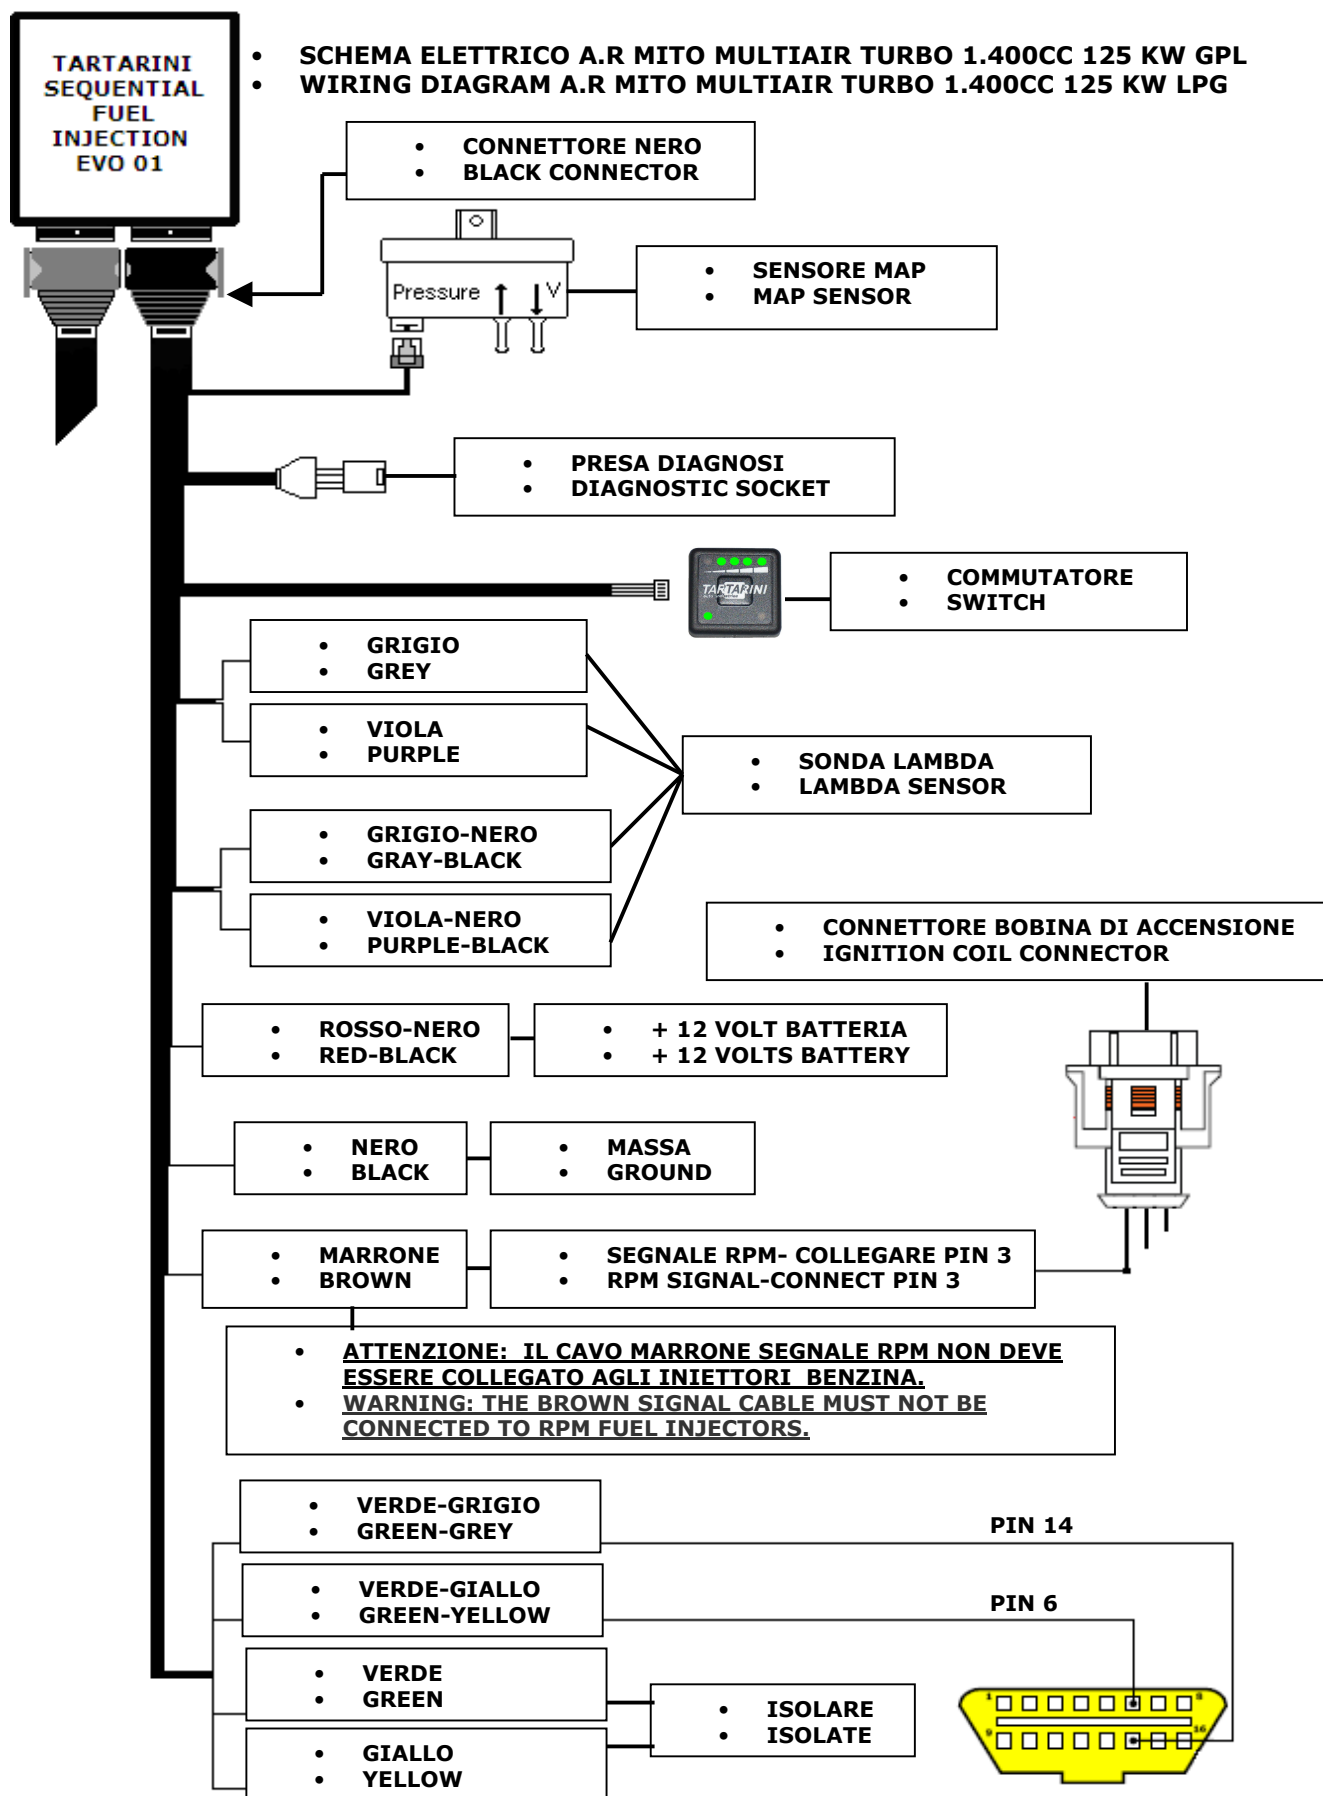 TARTARINI
SEQUENTIAL
FUEL
INJECTION
EVO 01
• SCHEMA ELETTRICO A.R MITO MULTIAIR TURBO 1.400CC 125 KW GPL
• WIRING DIAGRAM A.R MITO MULTIAIR TURBO 1.400CC 125 KW LPG
• CONNETTORE NERO
• BLACK CONNECTOR
Pressure V
• SENSORE MAP
• MAP SENSOR
• PRESA DIAGNOSI
• DIAGNOSTIC SOCKET
TARTARINI
• COMMUTATORE
• SWITCH
• GRIGIO
• GREY
• VIOLA
• PURPLE
• SONDA LAMBDA
• LAMBDA SENSOR
• GRIGIO-NERO
• GRAY-BLACK
• VIOLA-NERO
• PURPLE-BLACK
• CONNETTORE BOBINA DI ACCENSIONE
• IGNITION COIL CONNECTOR
• ROSSO-NERO
• RED-BLACK
• + 12 VOLT BATTERIA
• + 12 VOLTS BATTERY
• NERO
• BLACK
• MASSA
• GROUND
• MARRONE
• BROWN
• SEGNALE RPM- COLLEGARE PIN 3
• RPM SIGNAL-CONNECT PIN 3
• ATTENZIONE: IL CAVO MARRONE SEGNALE RPM NON DEVE
ESSERE COLLEGATO AGLI INIETTORI BENZINA.
• WARNING: THE BROWN SIGNAL CABLE MUST NOT BE
CONNECTED TO RPM FUEL INJECTORS.
• VERDE-GRIGIO
• GREEN-GREY
PIN 14
• VERDE-GIALLO
• GREEN-YELLOW
PIN 6
• VERDE
• GREEN
• ISOLARE
• ISOLATE
• GIALLO
• YELLOW
1 8
9 16